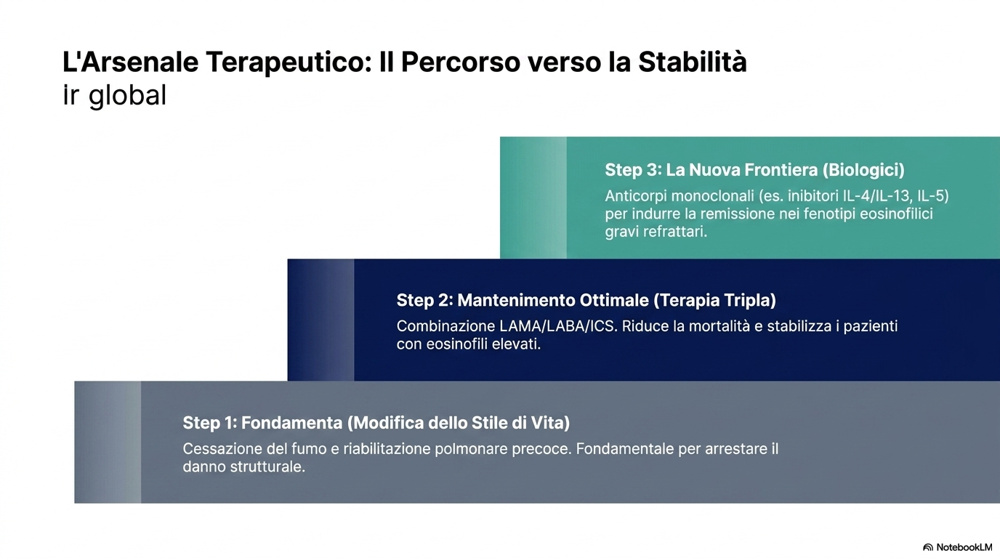 L'Arsenale Terapeutico: Il Percorso verso la Stabilità
ir global
Step 3: La Nuova Frontiera (Biologici)
Anticorpi monoclonali (es. inibitori IL-4/IL-13, IL-5)
per indurre la remissione nei fenotipi eosinofilici
gravi refrattari.
Step 2: Mantenimento Ottimale (Terapia Tripla)
Combinazione LAMA/LABA/ICS. Riduce la mortalità e stabilizza i pazienti
con eosinofili elevati.
Step 1: Fondamenta (Modifica dello Stile di Vita)
Cessazione del fumo e riabilitazione polmonare precoce. Fondamentale per arrestare il
danno strutturale.
NotebookLM